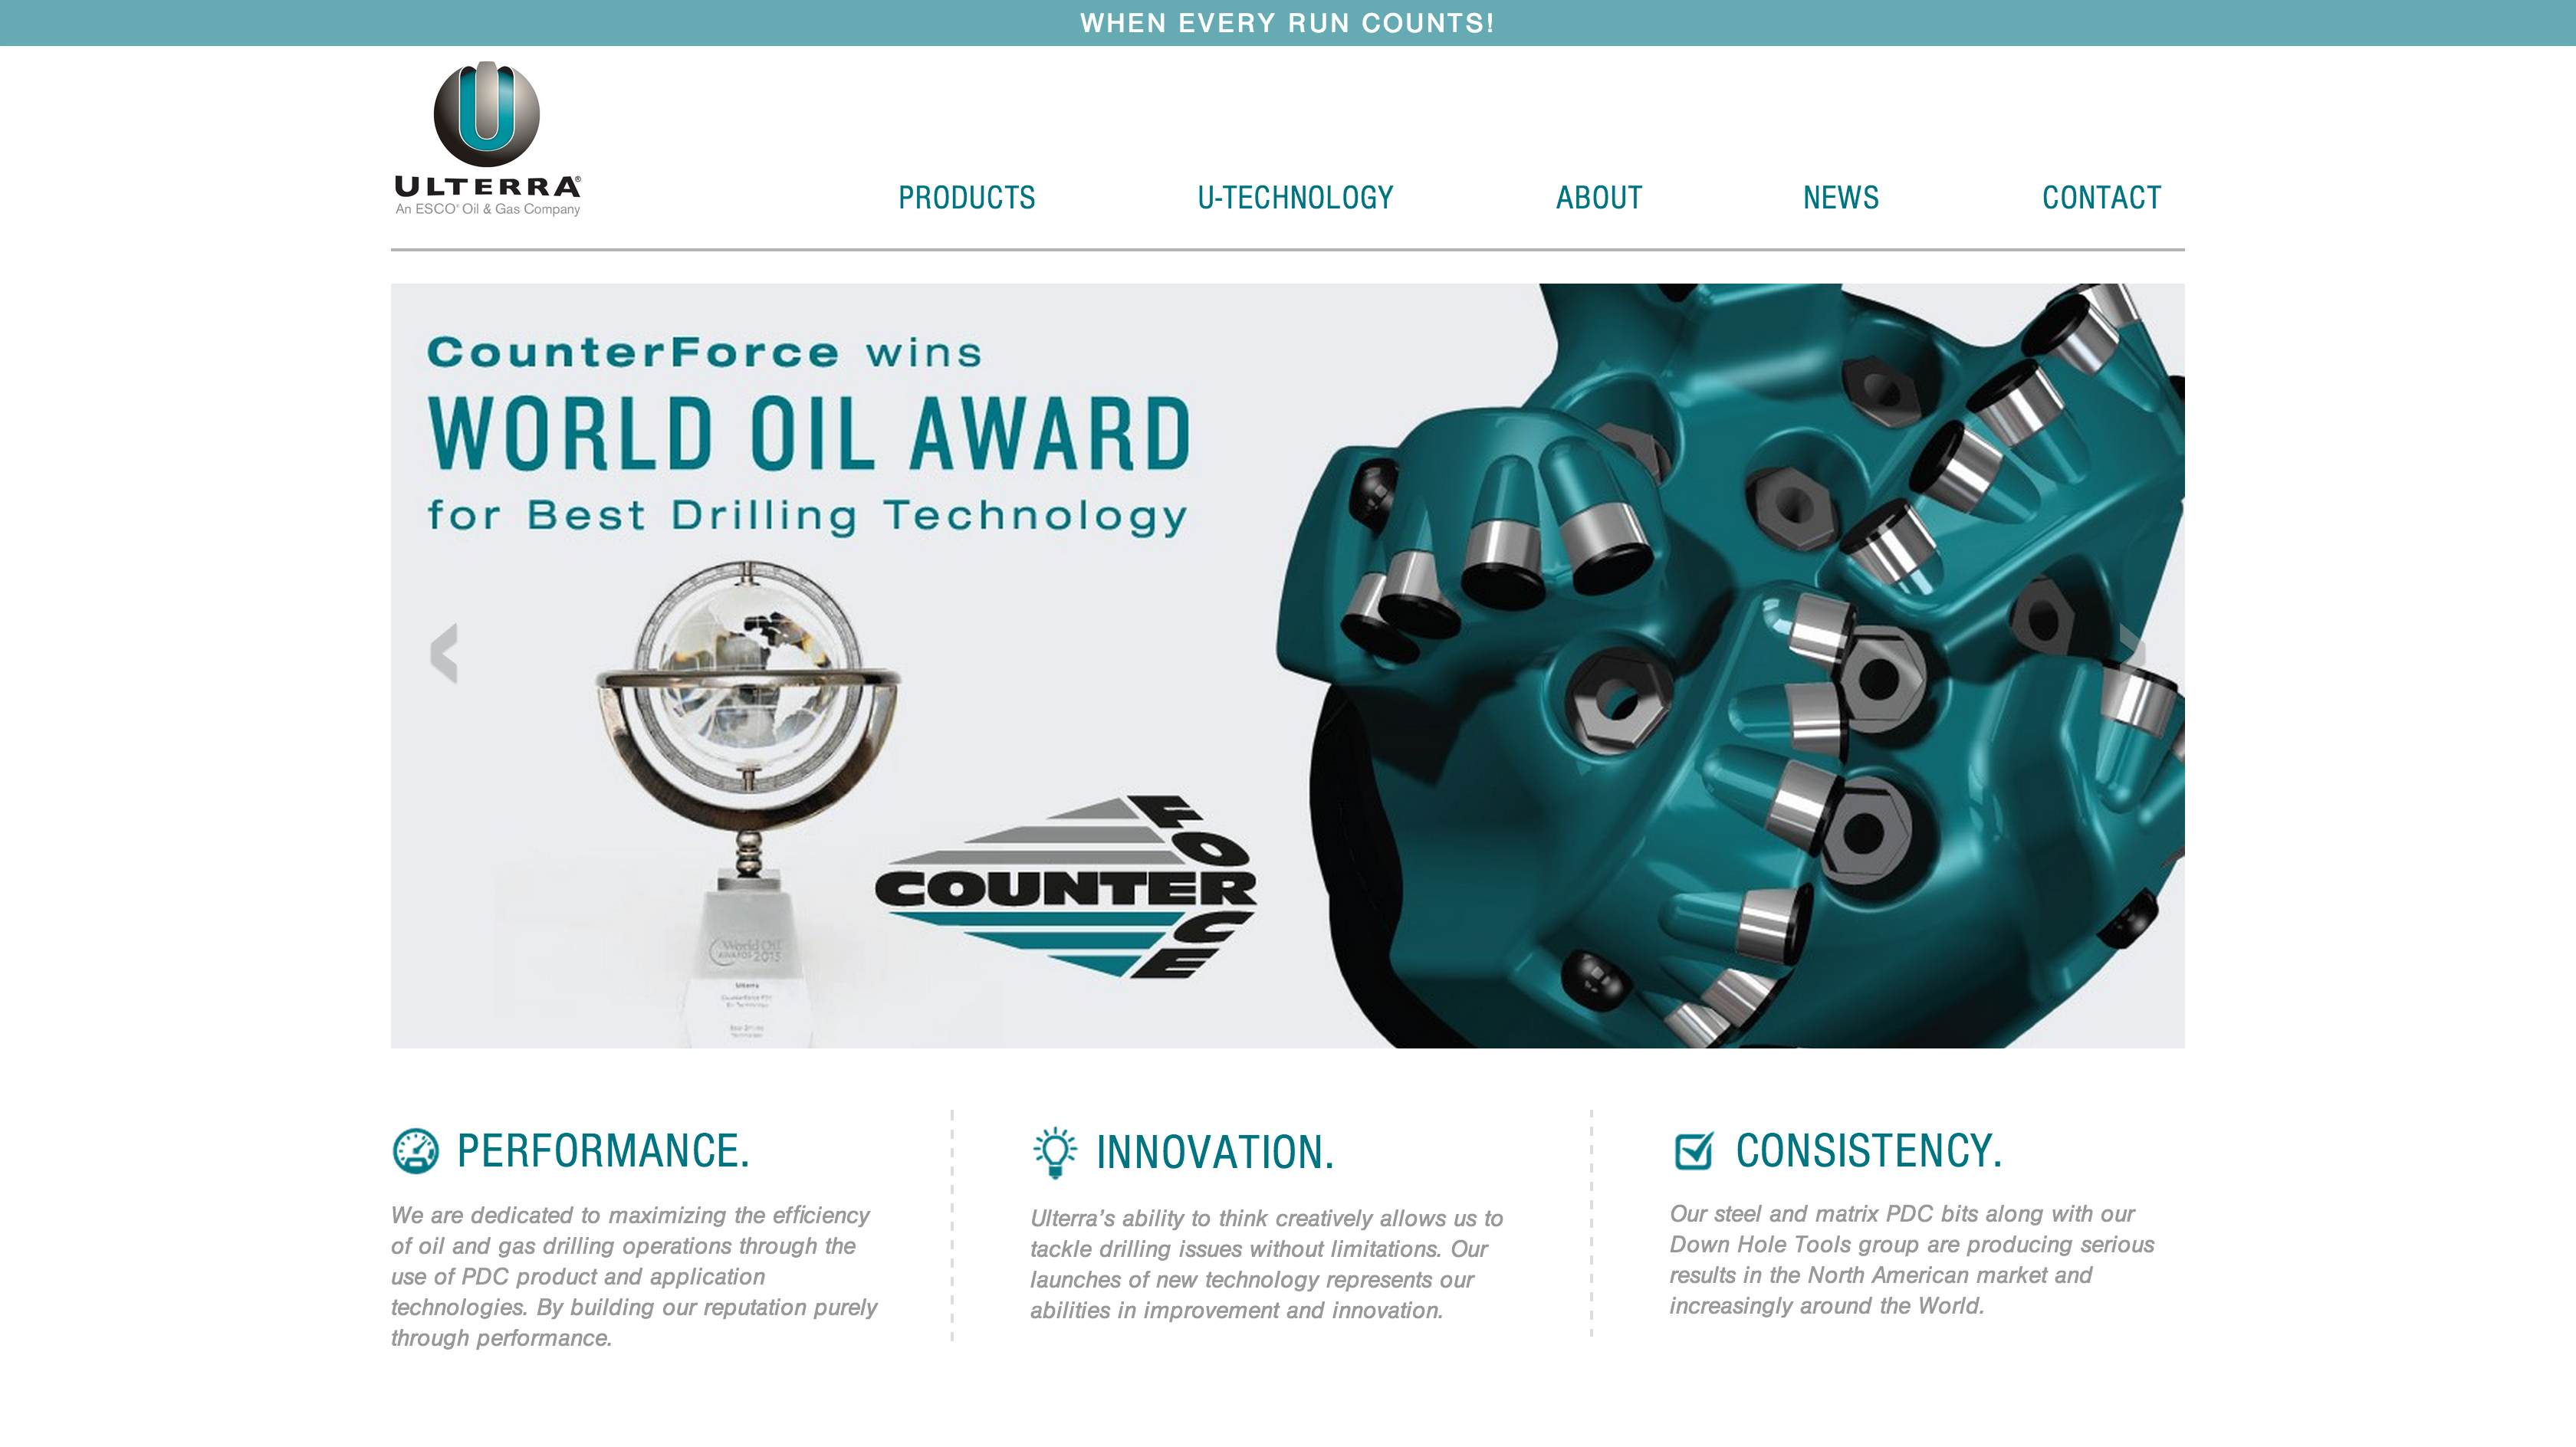 WHEN EVERY RUN COUNTS!
ULTERRA®
An ESCO® Oil & Gas Company
PRODUCTS
U-TECHNOLOGY
ABOUT
NEWS
CONTACT
CounterForce wins
WORLD OIL AWARD
for Best Drilling Technology
COUNTER
FORCE
World Oil
AWARDS 2013
Ulterra
PERFORMANCE.
We are dedicated to maximizing the efficiency
of oil and gas drilling operations through the
use of PDC product and application
technologies. By building our reputation purely
through performance.
INNOVATION.
Ulterra’s ability to think creatively allows us to
tackle drilling issues without limitations. Our
launches of new technology represents our
abilities in improvement and innovation.
CONSISTENCY.
Our steel and matrix PDC bits along with our
Down Hole Tools group are producing serious
results in the North American market and
increasingly around the World.